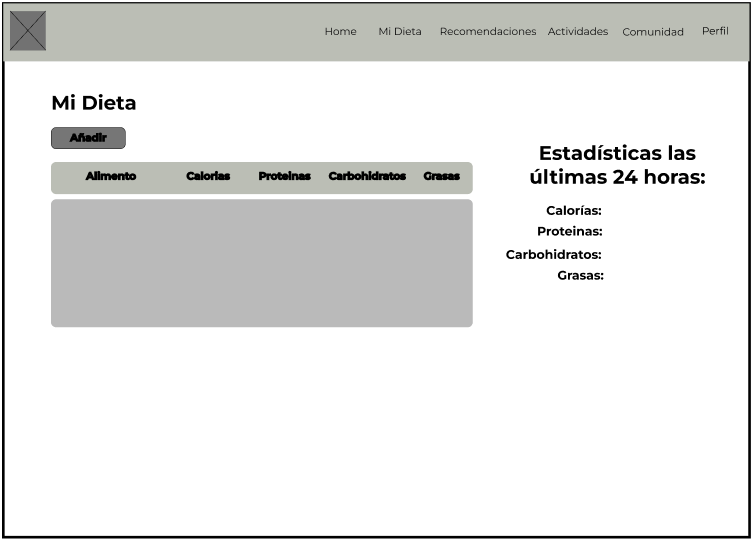 Home Mi Dieta Recomendaciones Actividades Comunidad Perfil
Mi Dieta
Añadir
Alimento Calorias Proteinas Carbohidratos Grasas
Estadísticas las
últimas 24 horas:
Calorías:
Proteinas:
Carbohidratos:
Grasas: